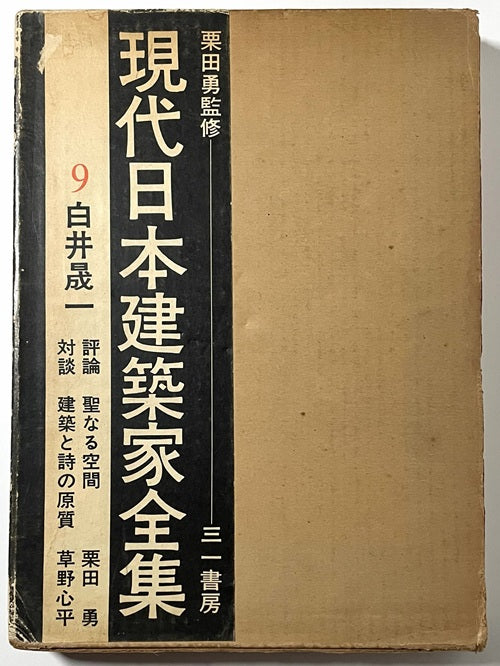 栗田勇監修
三一書房
現代日本建築家全集
9 白井晟一
評論 聖なる空間 栗田 勇
対談 建築と詩の原質 草野心平